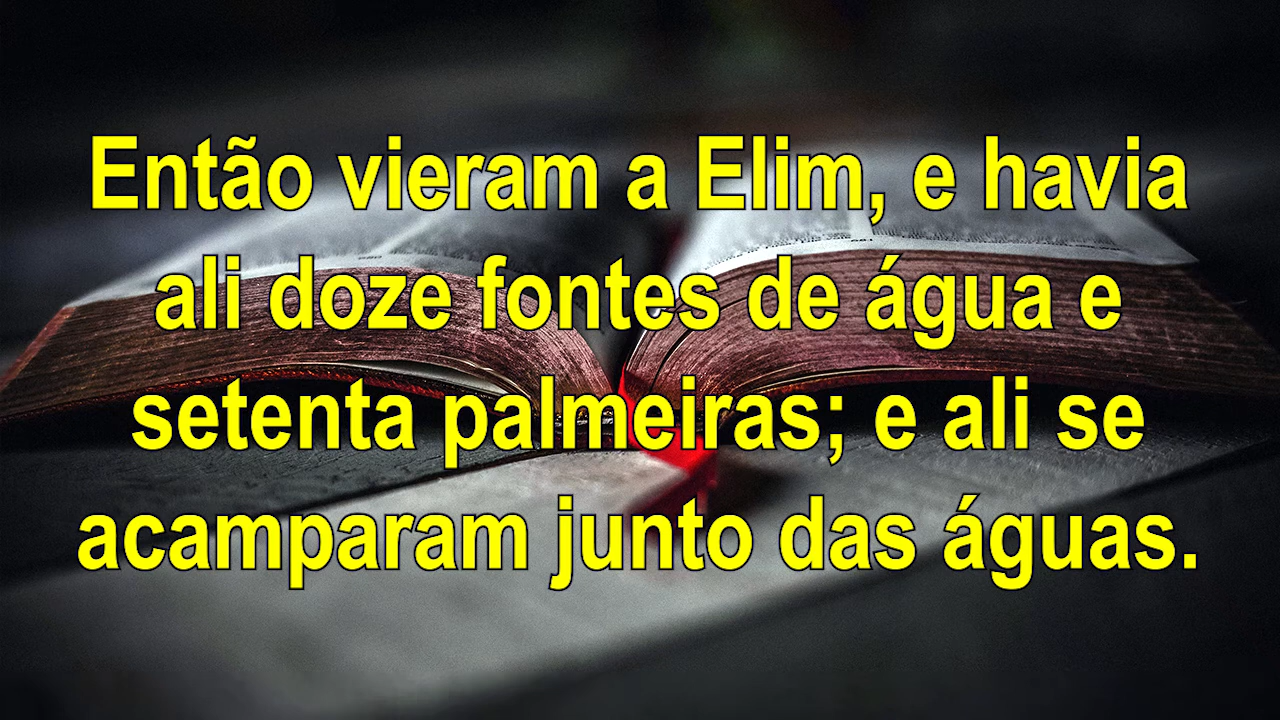 Então vieram a Elim, e havia
ali doze fontes de água e
setenta palmeiras; e ali se
acamparam junto das águas.